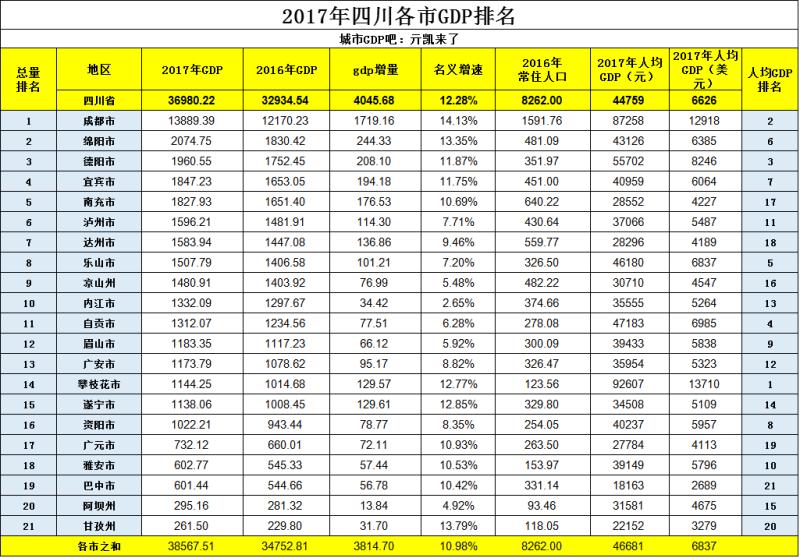 2017年四川各市GDP排名
城市GDP吧：亓凯来了
总量排名 地区 2017年GDP 2016年GDP gdp增量 名义增速 2016年常住人口 2017年人均GDP（元） 2017年人均GDP（美元） 人均GDP排名
四川省 36980.22 32934.54 4045.68 12.28% 8262.00 44759 6626
1 成都市 13889.39 12170.23 1719.16 14.13% 1591.76 87258 12918 2
2 绵阳市 2074.75 1830.42 244.33 13.35% 481.09 43126 6385 6
3 德阳市 1960.55 1752.45 208.10 11.87% 351.97 55702 8246 3
4 宜宾市 1847.23 1653.05 194.18 11.75% 451.00 40959 6064 7
5 南充市 1827.93 1651.40 176.53 10.69% 640.22 28552 4227 17
6 泸州市 1596.21 1481.91 114.30 7.71% 430.64 37066 5487 11
7 达州市 1583.94 1447.08 136.86 9.46% 559.77 28296 4189 18
8 乐山市 1507.79 1406.58 101.21 7.20% 326.50 46180 6837 5
9 凉山州 1480.91 1403.92 76.99 5.48% 482.22 30710 4547 16
10 内江市 1332.09 1297.67 34.42 2.65% 374.66 35555 5264 13
11 自贡市 1312.07 1234.56 77.51 6.28% 278.08 47183 6985 4
12 眉山市 1183.35 1117.23 66.12 5.92% 300.09 39433 5838 9
13 广安市 1173.79 1078.62 95.17 8.82% 326.47 35954 5323 12
14 攀枝花市 1144.25 1014.68 129.57 12.77% 123.56 92607 13710 1
15 遂宁市 1138.06 1008.45 129.61 12.85% 329.80 34508 5109 14
16 资阳市 1022.21 943.44 78.77 8.35% 254.05 40237 5957 8
17 广元市 732.12 660.01 72.11 10.93% 263.50 27784 4113 19
18 雅安市 602.77 545.33 57.44 10.53% 153.97 39149 5796 10
19 巴中市 601.44 544.66 56.78 10.42% 331.14 18163 2689 21
20 阿坝州 295.16 281.32 13.84 4.92% 93.46 31581 4675 15
21 甘孜州 261.50 229.80 31.70 13.79% 118.05 22152 3279 20
各市之和 38567.51 34752.81 3814.70 10.98% 8262.00 46681 6837